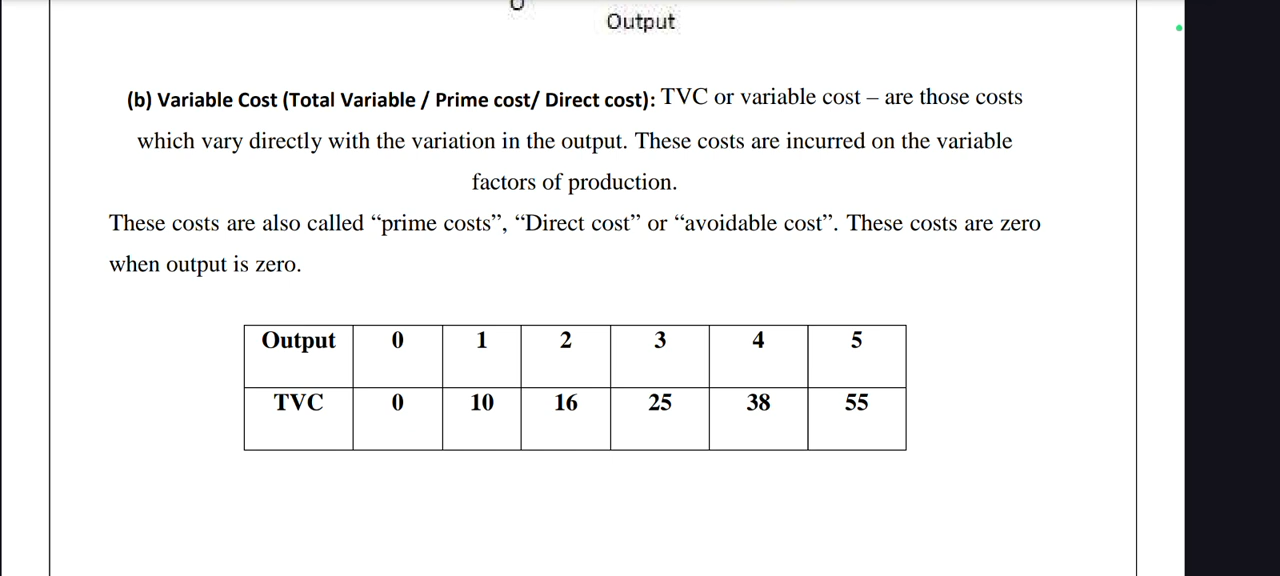 Output
(b) Variable Cost (Total Variable / Prime cost/ Direct cost): TVC or variable cost – are those costs
which vary directly with the variation in the output. These costs are incurred on the variable
factors of production.
These costs are also called “prime costs”, “Direct cost” or “avoidable cost”. These costs are zero
when output is zero.
Output 0 1 2 3 4 5
TVC 0 10 16 25 38 55